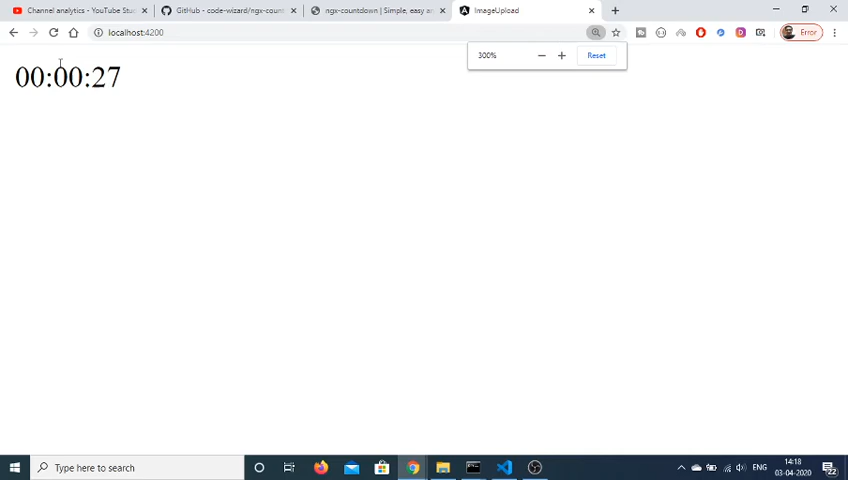 Channel analytics - YouTube Stu
GitHub - code-wizard/ngx-count
ngx-countdown | Simple, easy a
ImageUpload
localhost:4200
Error
300%
Reset
00:00:27
Type here to search
ENG
14:18
03-04-2020
22